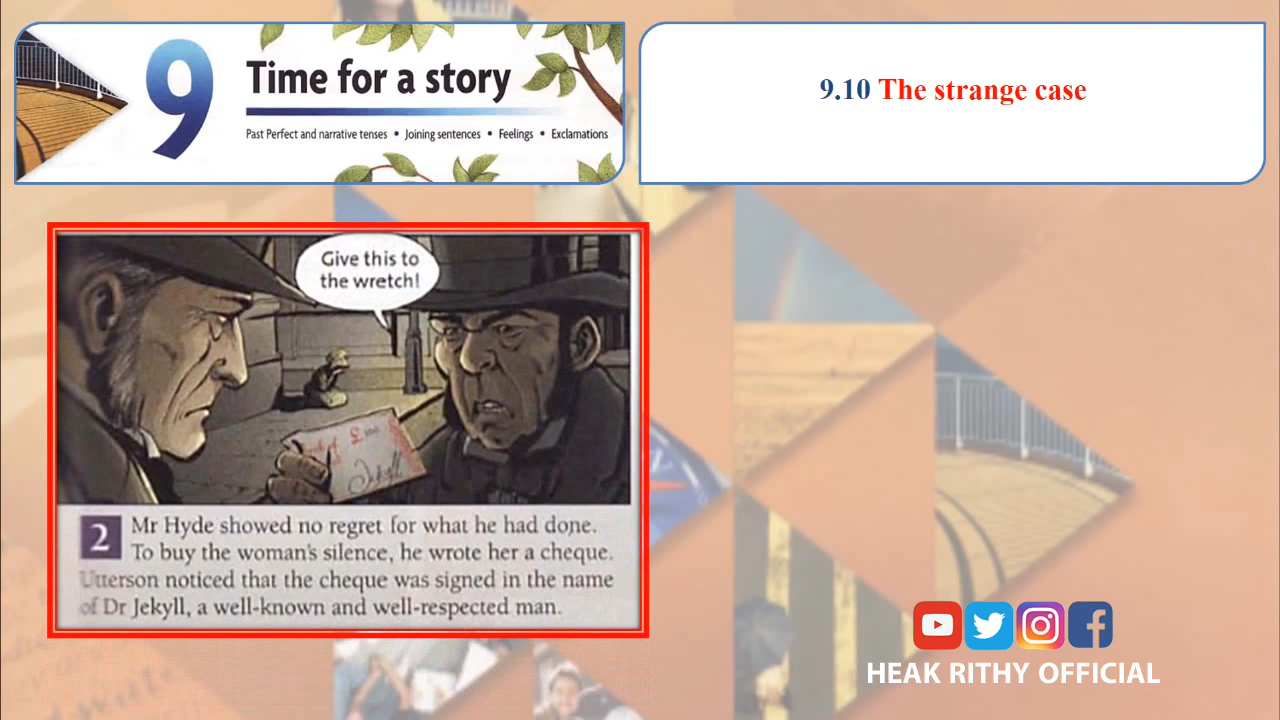 9
Time for a story
Past Perfect and narrative tenses • Joining sentences • Feelings • Exclamations
9.10 The strange case
Give this to
the wretch!
£
Jekyll
2
Mr Hyde showed no regret for what he had done.
To buy the woman's silence, he wrote her a cheque.
Utterson noticed that the cheque was signed in the name
of Dr Jekyll, a well-known and well-respected man.
HEAK RITHY OFFICIAL